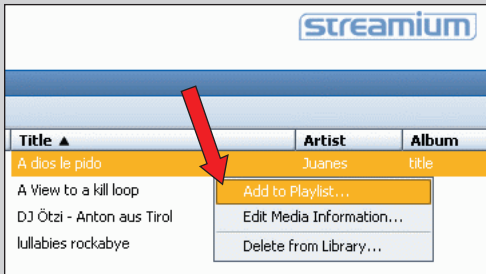 streamium
Title ▲ Artist Album
A dios le pido Juanes title
A View to a kill loop Add to Playlist...
DJ Ötzi - Anton aus Tirol Edit Media Information...
lullabies rockabye Delete from Library...